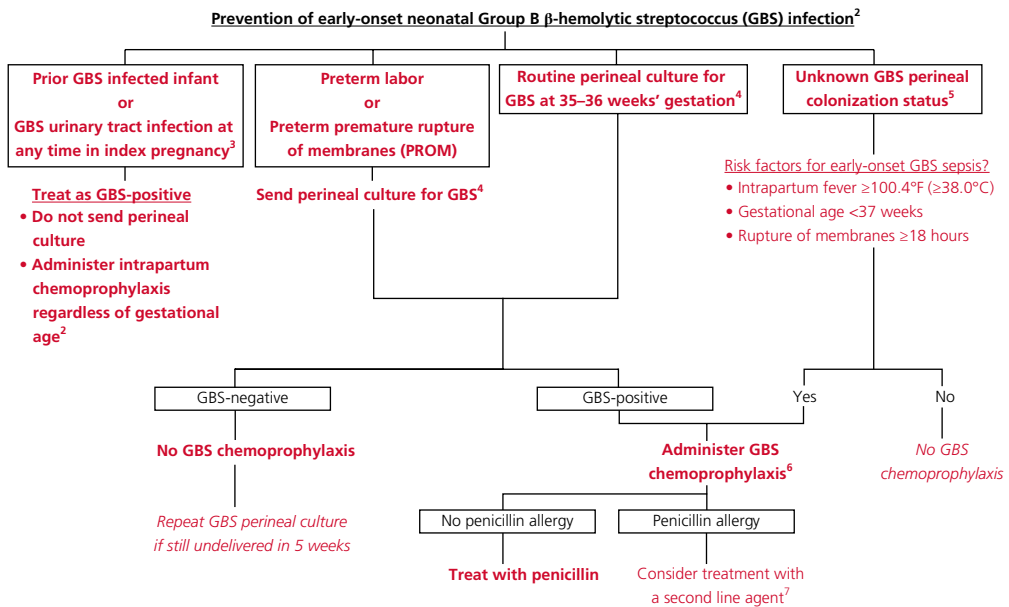 Prevention of early-onset neonatal Group B β-hemolytic streptococcus (GBS) infection²
Prior GBS infected infant
or
GBS urinary tract infection at
any time in index pregnancy³
Treat as GBS-positive
• Do not send perineal
culture
• Administer intrapartum
chemoprophylaxis
regardless of gestational
age²
Preterm labor
or
Preterm premature rupture
of membranes (PROM)
Send perineal culture for GBS⁴
Routine perineal culture for
GBS at 35–36 weeks' gestation⁴
Unknown GBS perineal
colonization status⁵
Risk factors for early-onset GBS sepsis?
• Intrapartum fever ≥100.4°F (≥38.0°C)
• Gestational age <37 weeks
• Rupture of membranes ≥18 hours
GBS-negative
No GBS chemoprophylaxis
Repeat GBS perineal culture
if still undelivered in 5 weeks
GBS-positive
Yes
No
Administer GBS
chemoprophylaxis⁶
No GBS
chemoprophylaxis
No penicillin allergy
Treat with penicillin
Penicillin allergy
Consider treatment with
a second line agent⁷